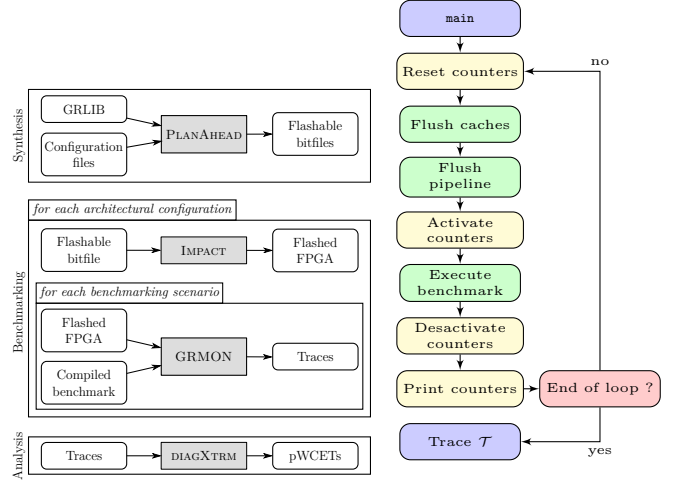 Synthesis
GRLIB
Configuration
files
PLANAHEAD
Flashable
bitfiles
for each architectural configuration
Benchmarking
Flashable
bitfile
IMPACT
Flashed
FPGA
for each benchmarking scenario
Flashed
FPGA
Compiled
benchmark
GRMON
Traces
Analysis
Traces
DIAGXTRM
pWCETs
main
Reset counters
Flush caches
Flush
pipeline
Activate
counters
Execute
benchmark
Desactivate
counters
Print counters
End of loop ?
no
yes
Trace 𝒯